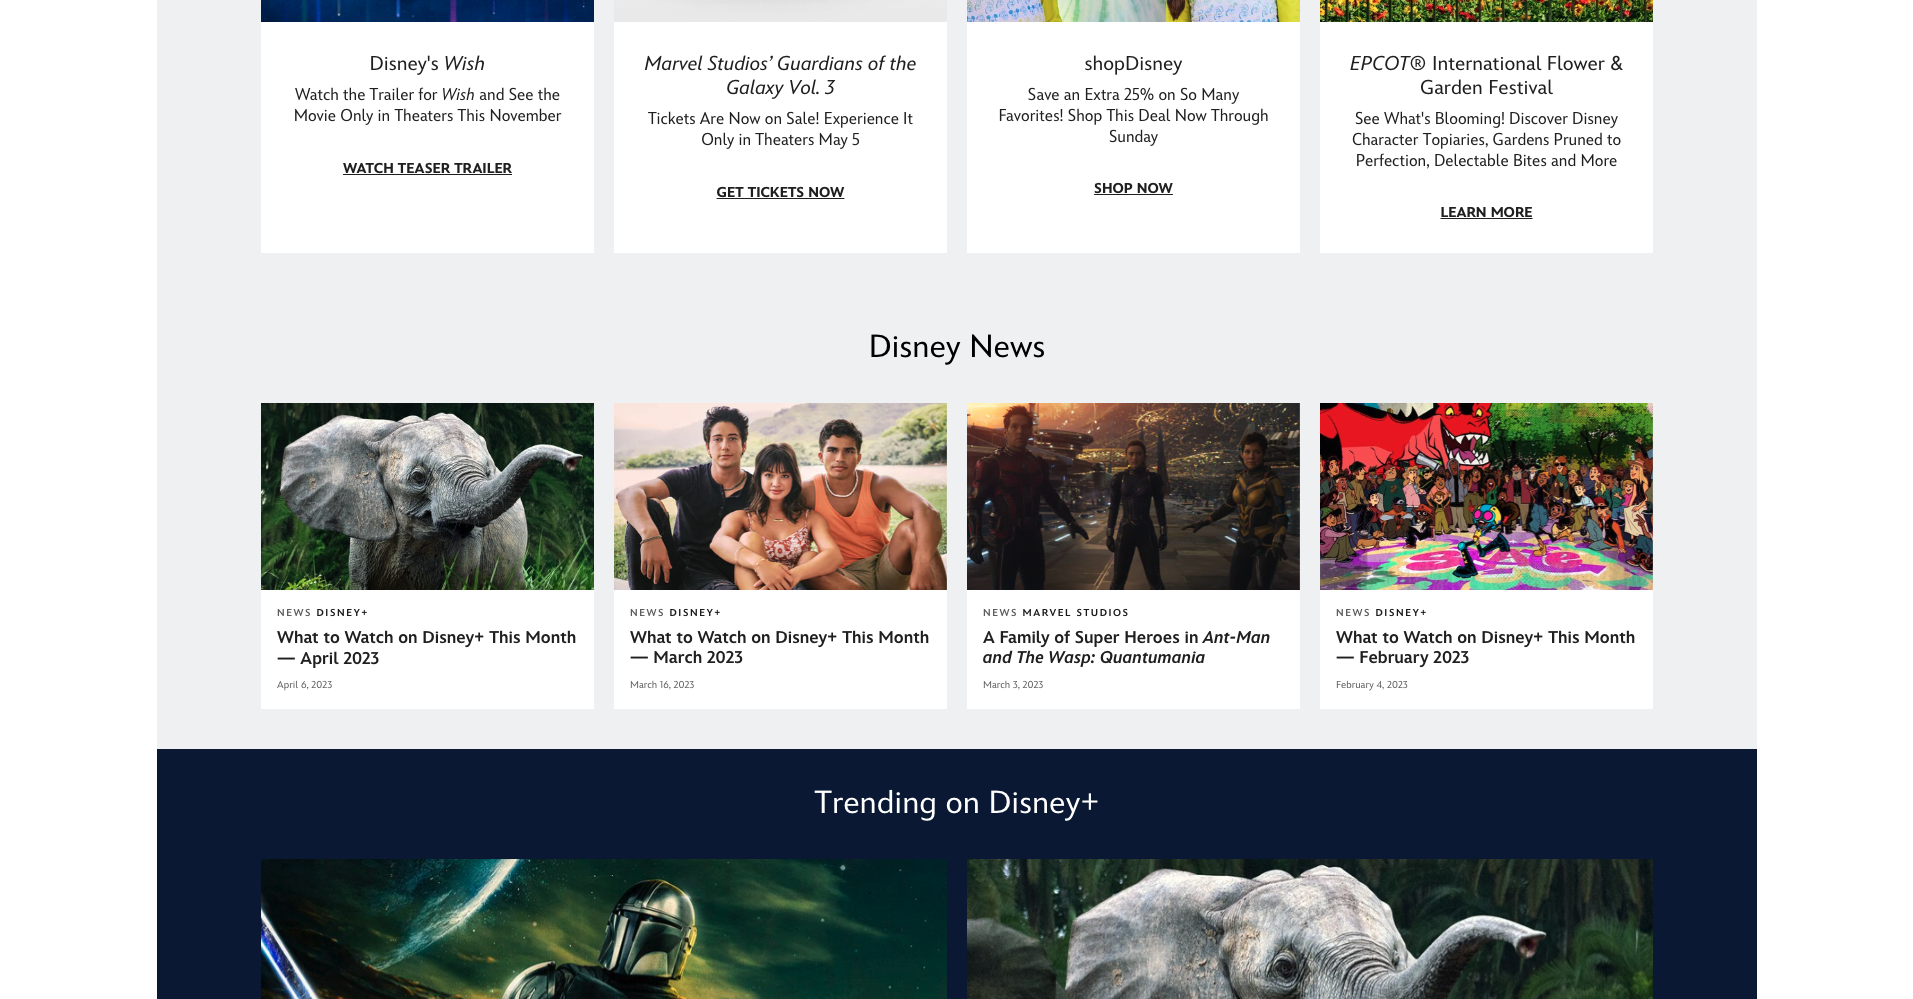 Disney's Wish
Watch the Trailer for Wish and See the
Movie Only in Theaters This November
WATCH TEASER TRAILER
Marvel Studios’ Guardians of the
Galaxy Vol. 3
Tickets Are Now on Sale! Experience It
Only in Theaters May 5
GET TICKETS NOW
shopDisney
Save an Extra 25% on So Many
Favorites! Shop This Deal Now Through
Sunday
SHOP NOW
EPCOT® International Flower &
Garden Festival
See What's Blooming! Discover Disney
Character Topiaries, Gardens Pruned to
Perfection, Delectable Bites and More
LEARN MORE
Disney News
NEWS DISNEY+
What to Watch on Disney+ This Month
— April 2023
April 6, 2023
NEWS DISNEY+
What to Watch on Disney+ This Month
— March 2023
March 16, 2023
NEWS MARVEL STUDIOS
A Family of Super Heroes in Ant-Man
and The Wasp: Quantumania
March 3, 2023
NEWS DISNEY+
What to Watch on Disney+ This Month
— February 2023
February 4, 2023
Trending on Disney+